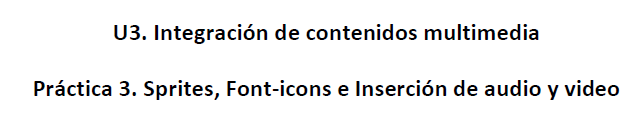 U3. Integración de contenidos multimedia
Práctica 3. Sprites, Font-icons e Inserción de audio y video